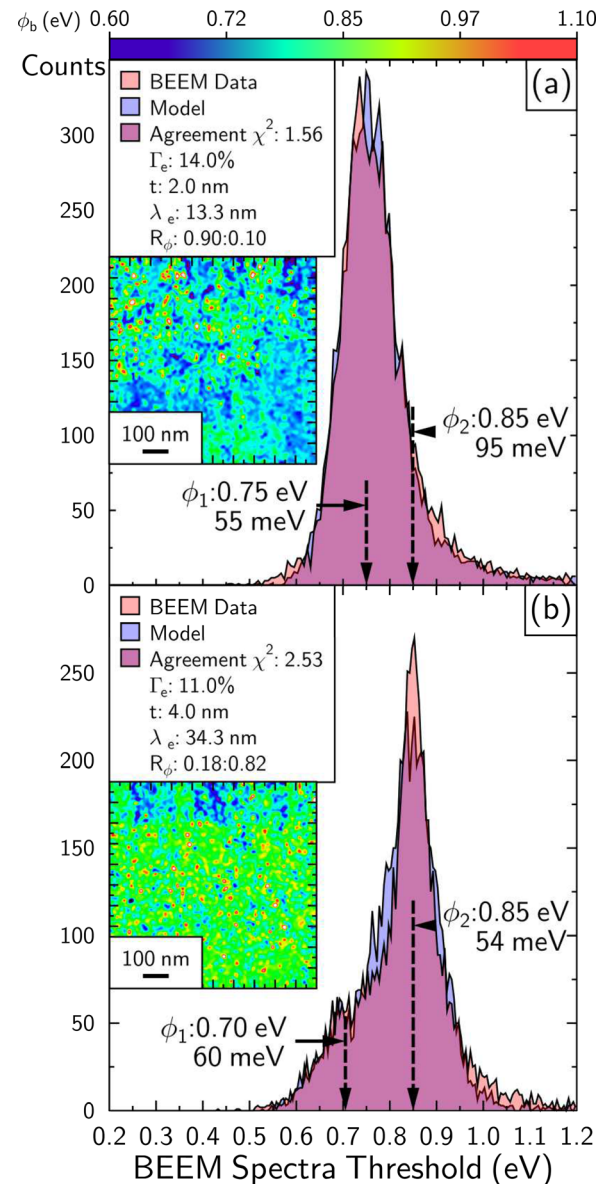 ϕb (eV) 0.60 0.72 0.85 0.97 1.10
Counts
(a)
BEEM Data
Model
Agreement χ²: 1.56
Γe: 14.0%
t: 2.0 nm
λ e: 13.3 nm
Rϕ: 0.90:0.10
300
250
200
150
100
50
0
100 nm
ϕ2:0.85 eV
95 meV
ϕ1:0.75 eV
55 meV
(b)
BEEM Data
Model
Agreement χ²: 2.53
Γe: 11.0%
t: 4.0 nm
λ e: 34.3 nm
Rϕ: 0.18:0.82
250
200
150
100
50
0
100 nm
ϕ2:0.85 eV
54 meV
ϕ1:0.70 eV
60 meV
0.2 0.3 0.4 0.5 0.6 0.7 0.8 0.9 1.0 1.1 1.2
BEEM Spectra Threshold (eV)